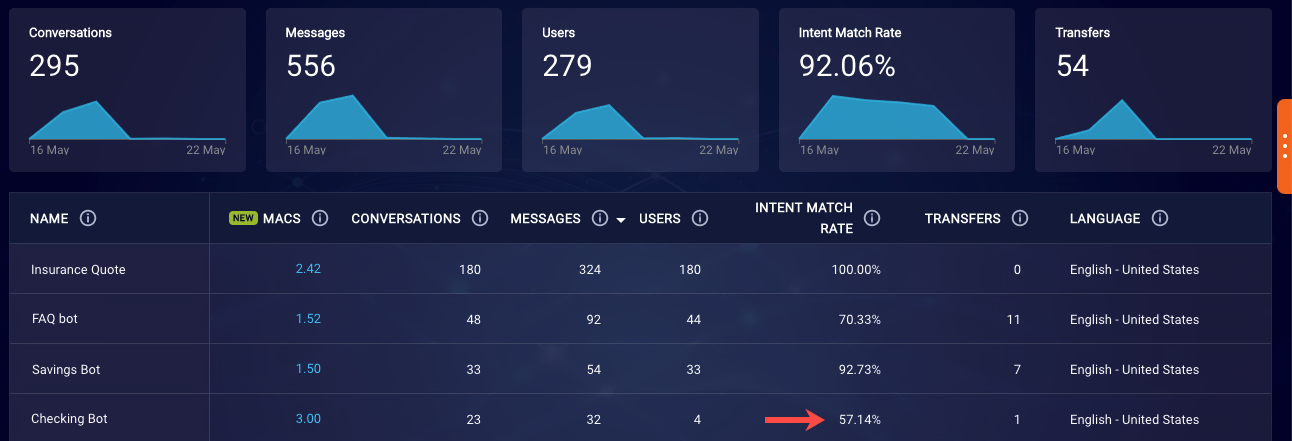 Conversations
295
16 May 22 May
Messages
556
16 May 22 May
Users
279
16 May 22 May
Intent Match Rate
92.06%
16 May 22 May
Transfers
54
16 May 22 May
NAME NEW MACS CONVERSATIONS MESSAGES USERS INTENT MATCH RATE TRANSFERS LANGUAGE
Insurance Quote 2.42 180 324 180 100.00% 0 English - United States
FAQ bot 1.52 48 92 44 70.33% 11 English - United States
Savings Bot 1.50 33 54 33 92.73% 7 English - United States
Checking Bot 3.00 23 32 4 57.14% 1 English - United States